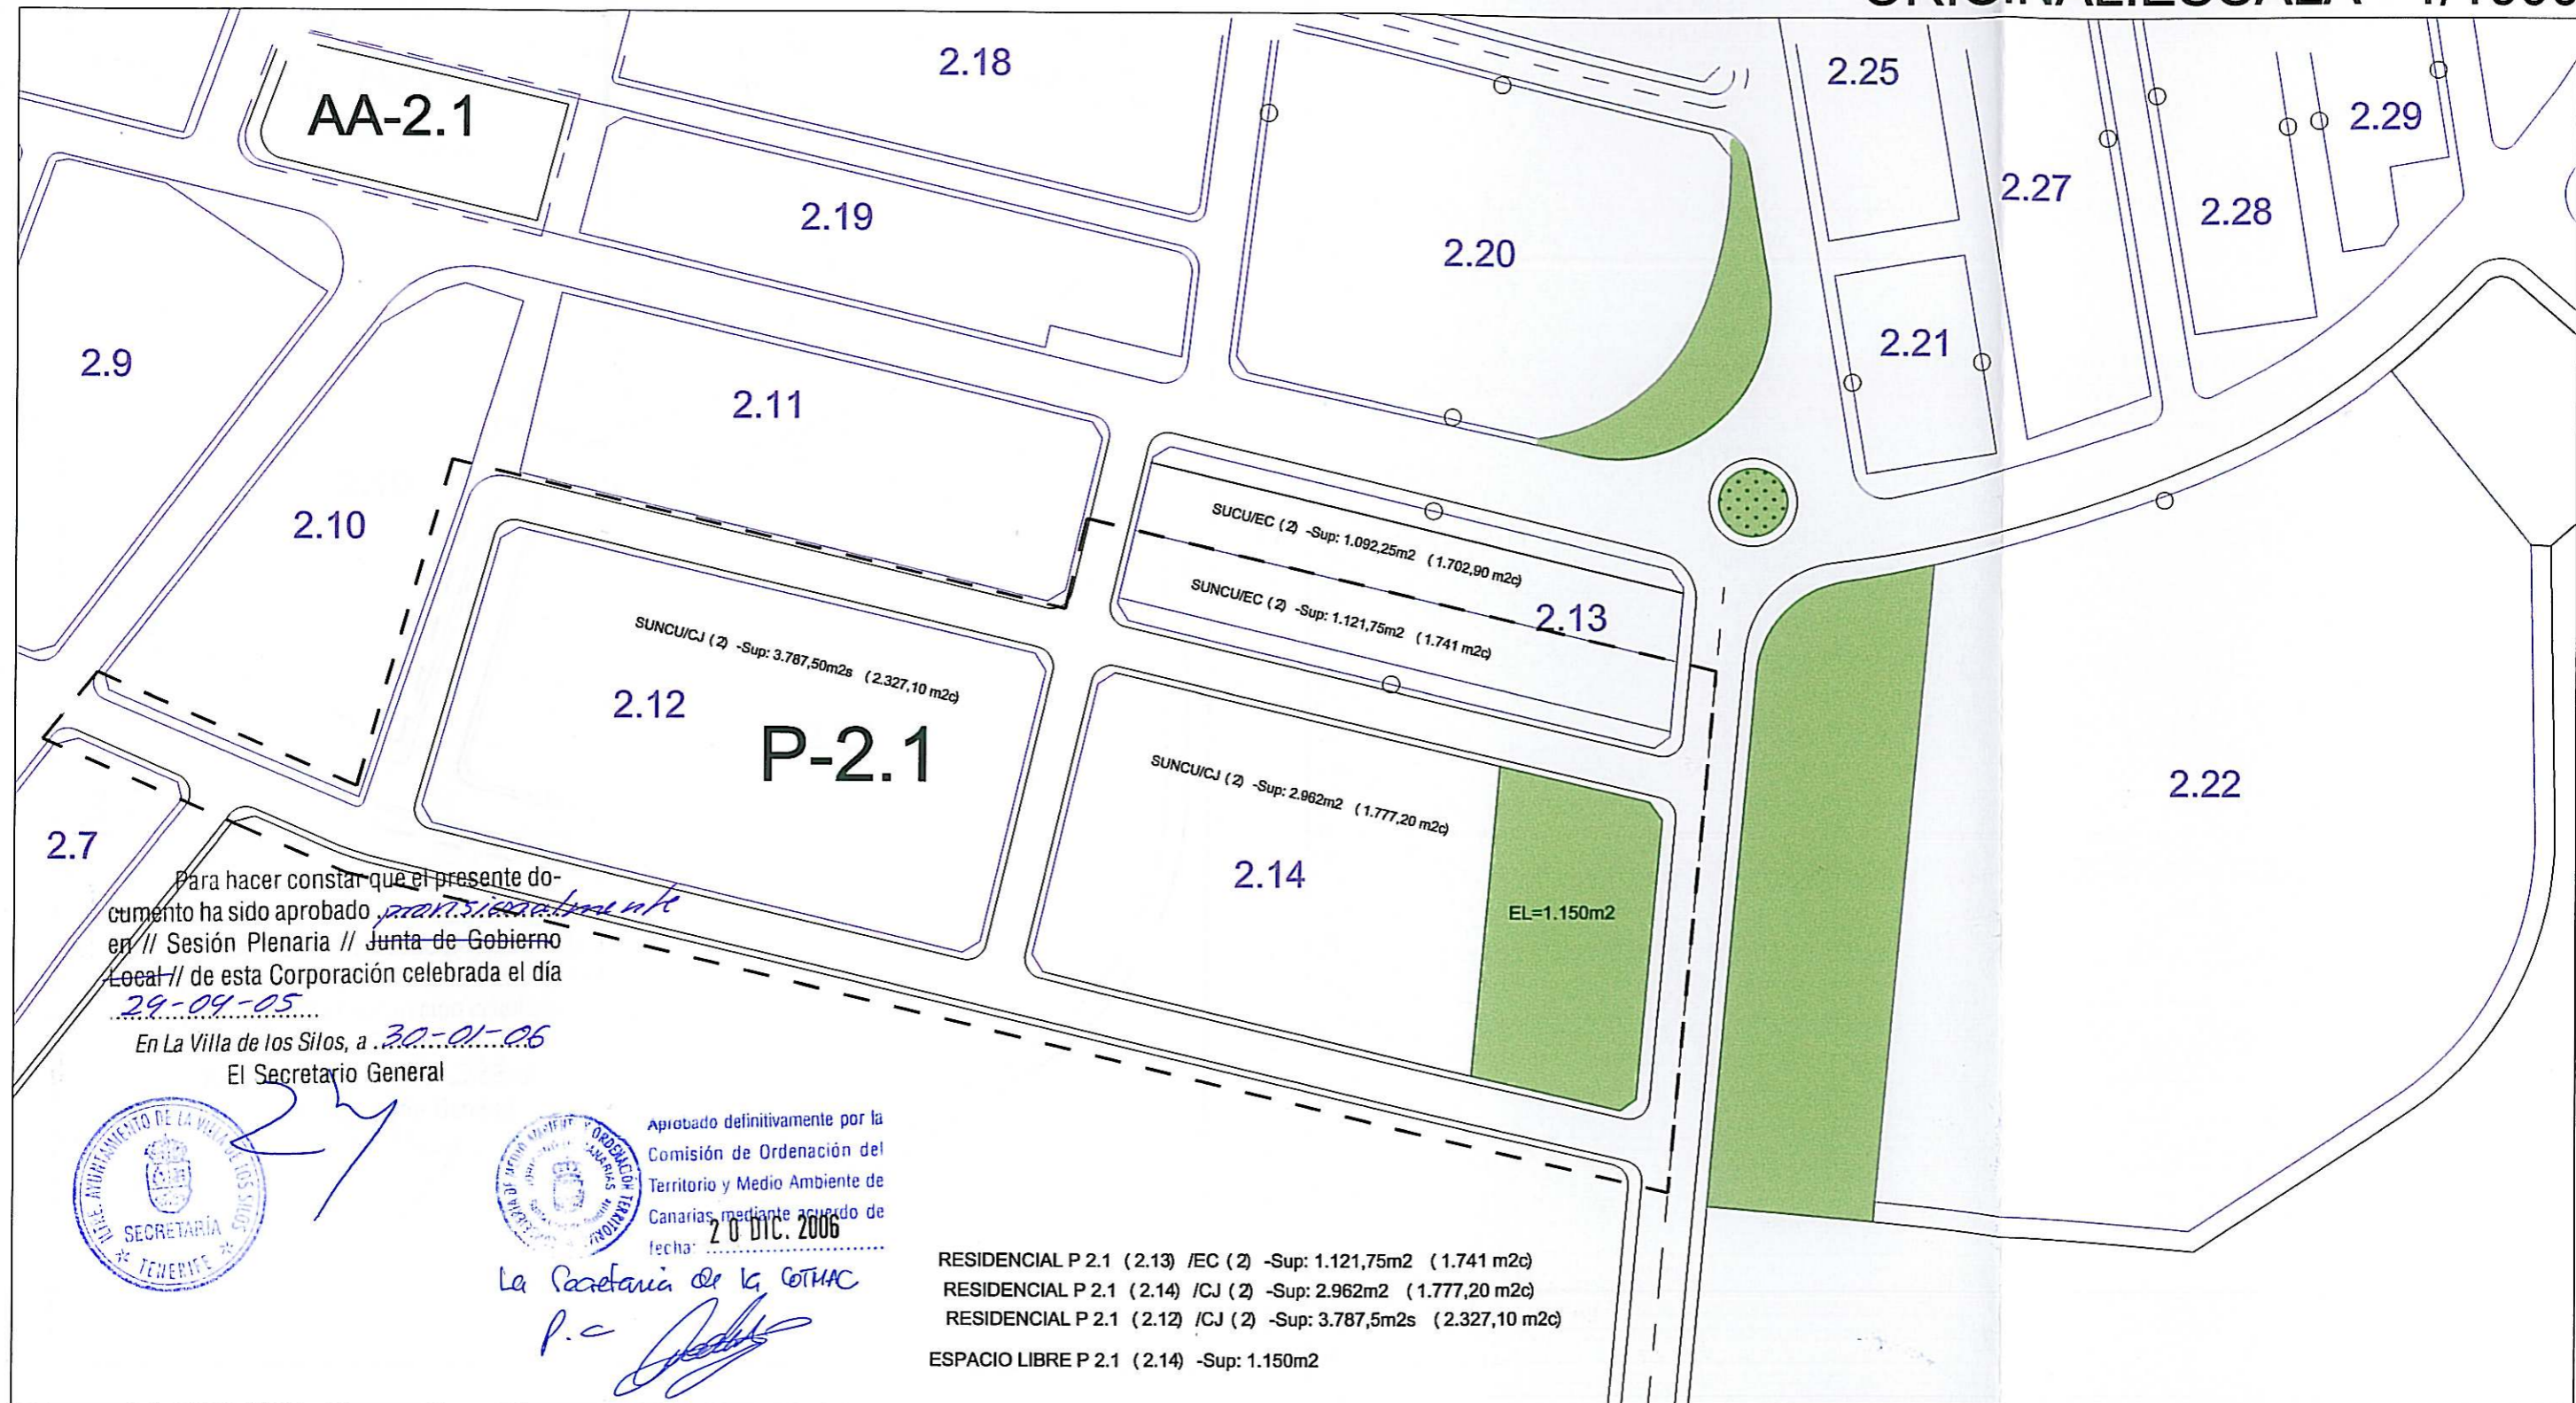 ORIGINAL:ESCALA 1/1000
2.18
2.25
AA-2.1
2.29
2.27
2.19
2.28
2.20
2.21
2.9
2.11
2.10
SUCU/EC (2) -Sup: 1.092,25m2 (1.702,90 m2c)
SUNCU/EC (2) -Sup: 1.121,75m2 (1.741 m2c)
2.13
SUNCU/CJ (2) -Sup: 3.787,50m2s (2.327,10 m2c)
2.12
P-2.1
SUNCU/CJ (2) -Sup: 2.962m2 (1.777,20 m2c)
2.22
2.14
EL=1.150m2
2.7
Para hacer constar que el presente do-
cumento ha sido aprobado provisionalmente
en // Sesión Plenaria // Junta de Gobierno
Local // de esta Corporación celebrada el día
29-09-05
En La Villa de los Silos, a 30-01-06
El Secretario General
ILTRE. AYUNTAMIENTO DE LA VILLA DE LOS SILOS
SECRETARÍA
TENERIFE
Aprobado definitivamente por la
Comisión de Ordenación del
Territorio y Medio Ambiente de
Canarias, mediante acuerdo de
fecha: 20 DIC. 2006
La Secretaria de la COTMAC
P.
RESIDENCIAL P 2.1 (2.13) /EC (2) -Sup: 1.121,75m2 (1.741 m2c)
RESIDENCIAL P 2.1 (2.14) /CJ (2) -Sup: 2.962m2 (1.777,20 m2c)
RESIDENCIAL P 2.1 (2.12) /CJ (2) -Sup: 3.787,5m2s (2.327,10 m2c)
ESPACIO LIBRE P 2.1 (2.14) -Sup: 1.150m2